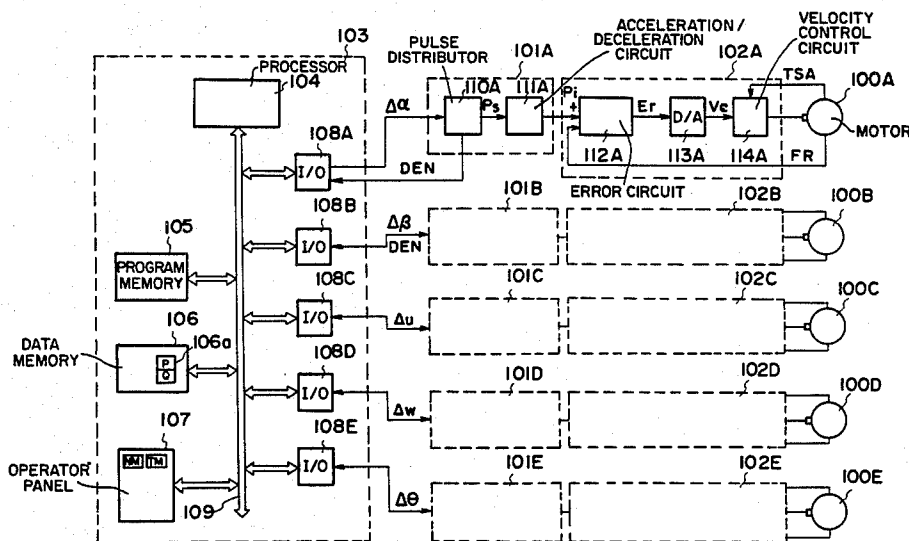 103
PROCESSOR
104
PULSE
DISTRIBUTOR
101A
ACCELERATION/
DECELERATION
CIRCUIT
102A
VELOCITY
CONTROL
CIRCUIT
TSA
100A
MOTOR
110A
Ps
111A
Pi
+
Er
D/A
Ve
112A
113A
114A
FR
ERROR CIRCUIT
108A
I/O
Δα
DEN
108B
I/O
Δβ
DEN
101B
102B
100B
105
PROGRAM
MEMORY
108C
I/O
Δu
101C
102C
100C
106
106a
P
Q
DATA
MEMORY
108D
I/O
Δw
101D
102D
100D
107
NM TM
OPERATOR
PANEL
109
108E
I/O
Δθ
101E
102E
100E